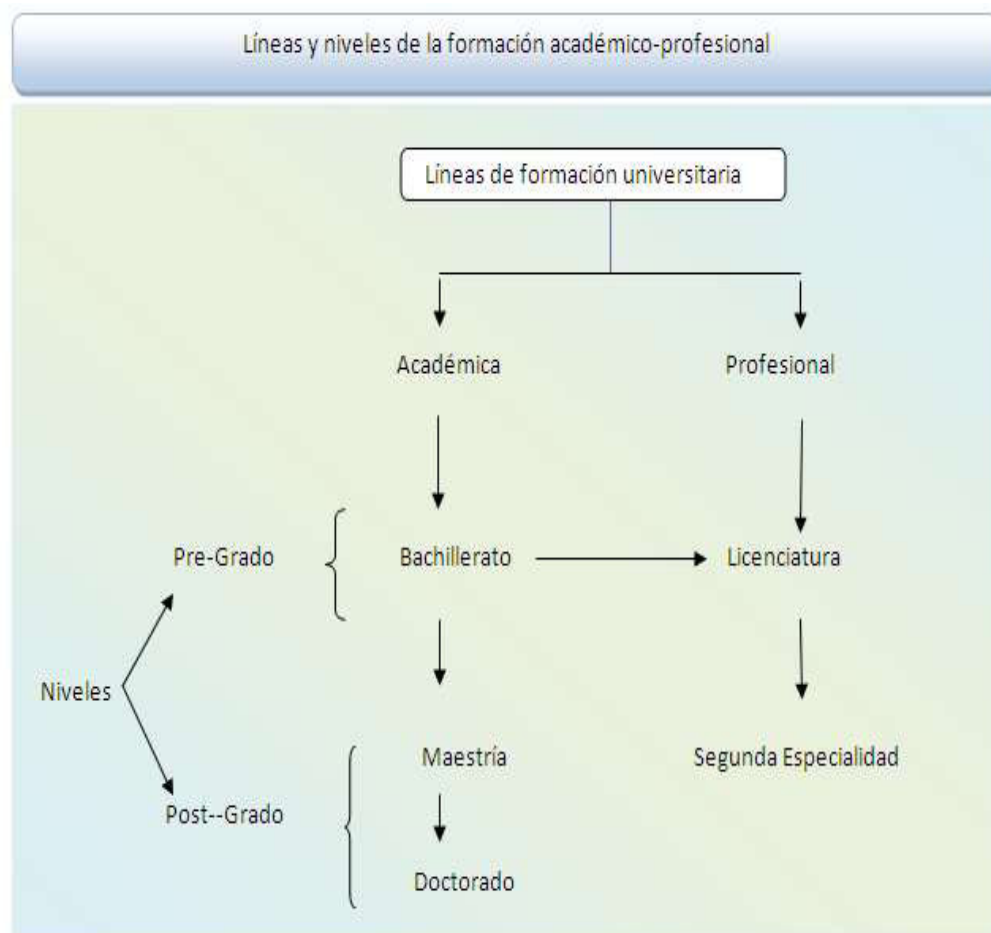 Líneas y niveles de la formación académico-profesional
Líneas de formación universitaria
Académica
Profesional
Pre-Grado
Bachillerato
Licenciatura
Niveles
Maestría
Segunda Especialidad
Post--Grado
Doctorado